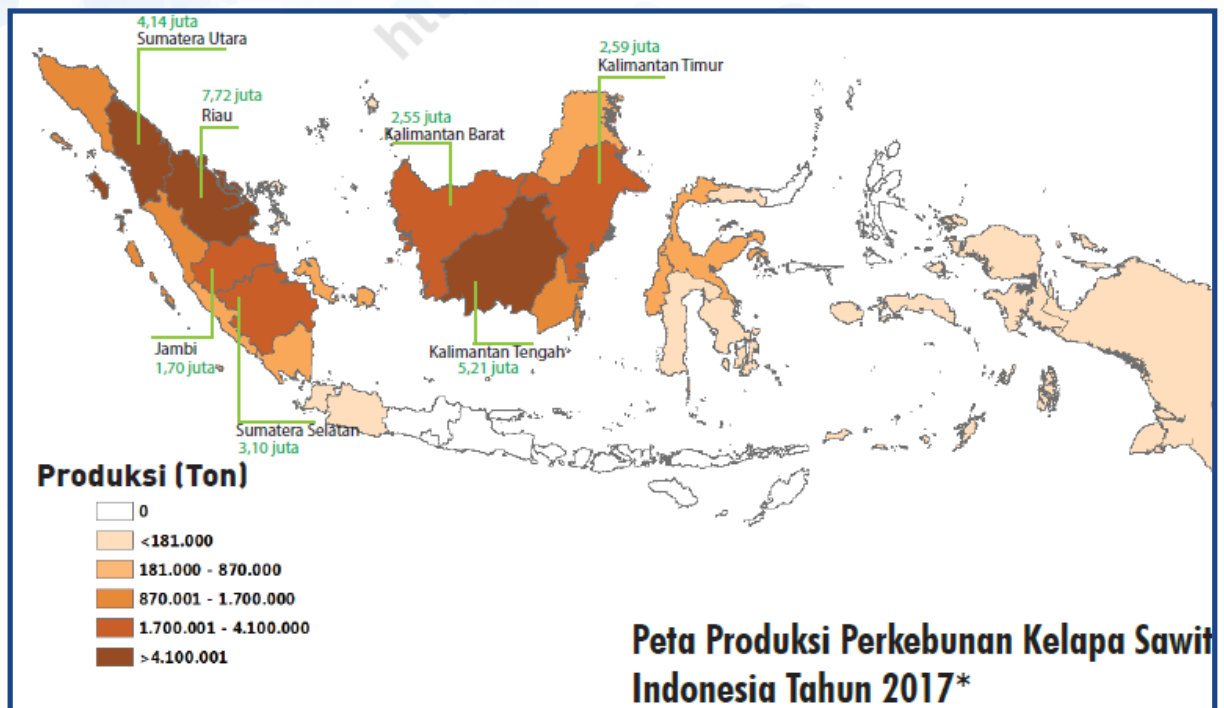 4,14 juta
Sumatera Utara
7,72 juta
Riau
2,59 juta
Kalimantan Timur
2,55 juta
Kalimantan Barat
Jambi
1,70 juta
Kalimantan Tengah
5,21 juta
Sumatera Selatan
3,10 juta
Produksi (Ton)
0
<181.000
181.000 - 870.000
870.001 - 1.700.000
1.700.001 - 4.100.000
>4.100.001
Peta Produksi Perkebunan Kelapa Sawit
Indonesia Tahun 2017*
htt